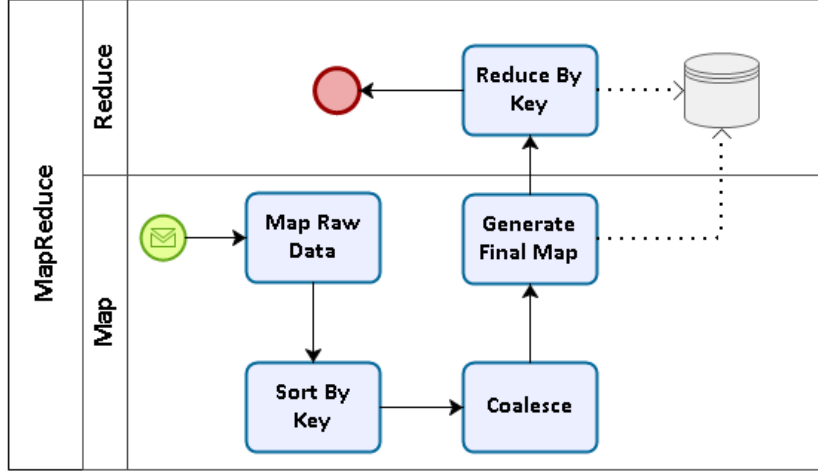 MapReduce
Reduce
Reduce By
Key
Map
Map Raw
Data
Generate
Final Map
Sort By
Key
Coalesce